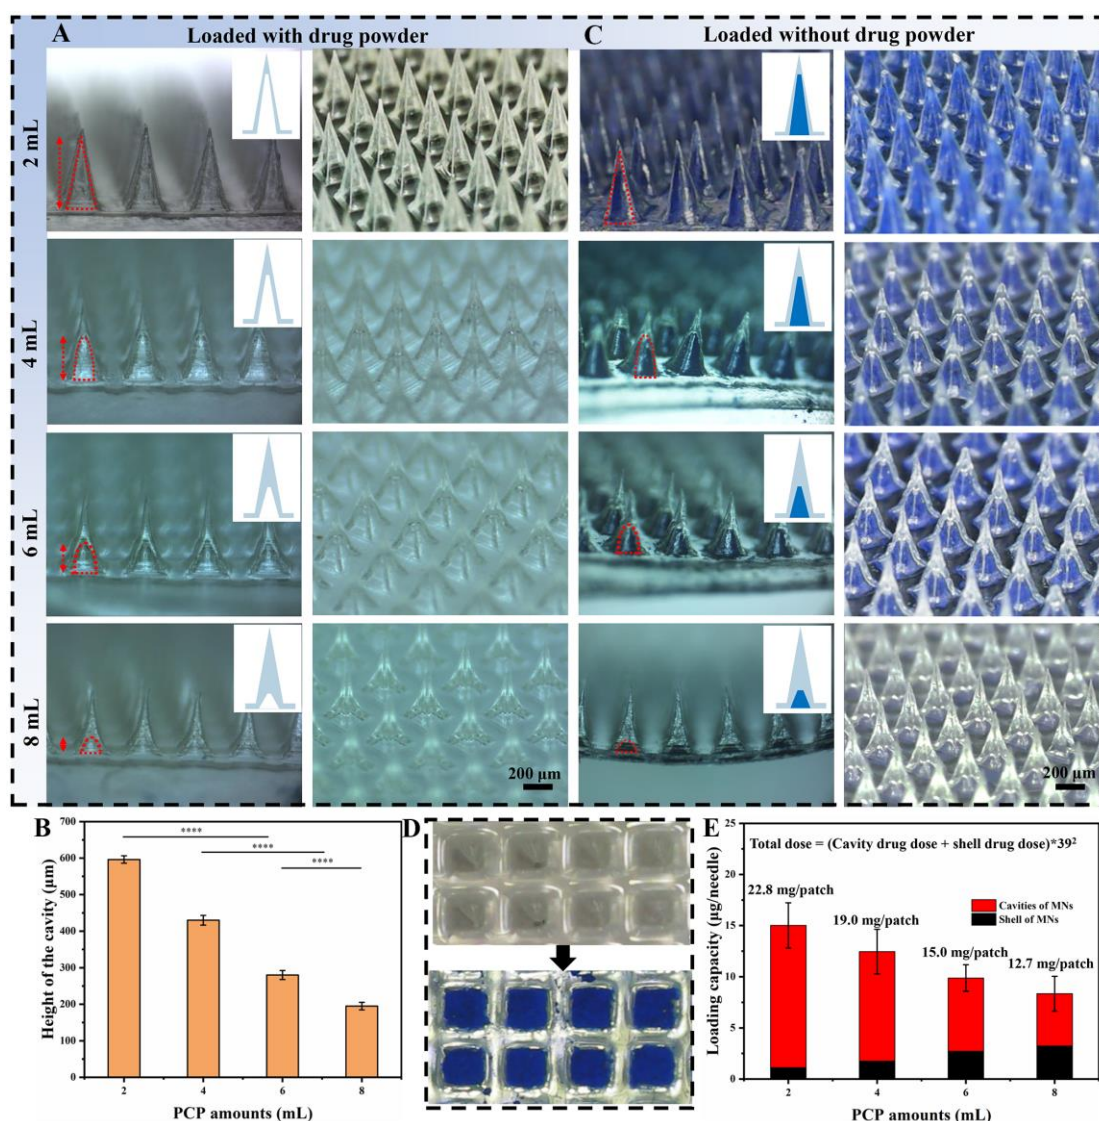 A
Loaded with drug powder
C
Loaded without drug powder
2 mL
4 mL
6 mL
8 mL
200 μm
200 μm
B
700
600
500
400
300
200
100
0
Height of the cavity (μm)
****
****
****
2
4
6
8
PCP amounts (mL)
D
E
25
20
15
10
5
0
Loading capacity (μg/needle)
Total dose = (Cavity drug dose + shell drug dose)*39²
22.8 mg/patch
19.0 mg/patch
15.0 mg/patch
12.7 mg/patch
Cavities of MNs
Shell of MNs
2
4
6
8
PCP amounts (mL)